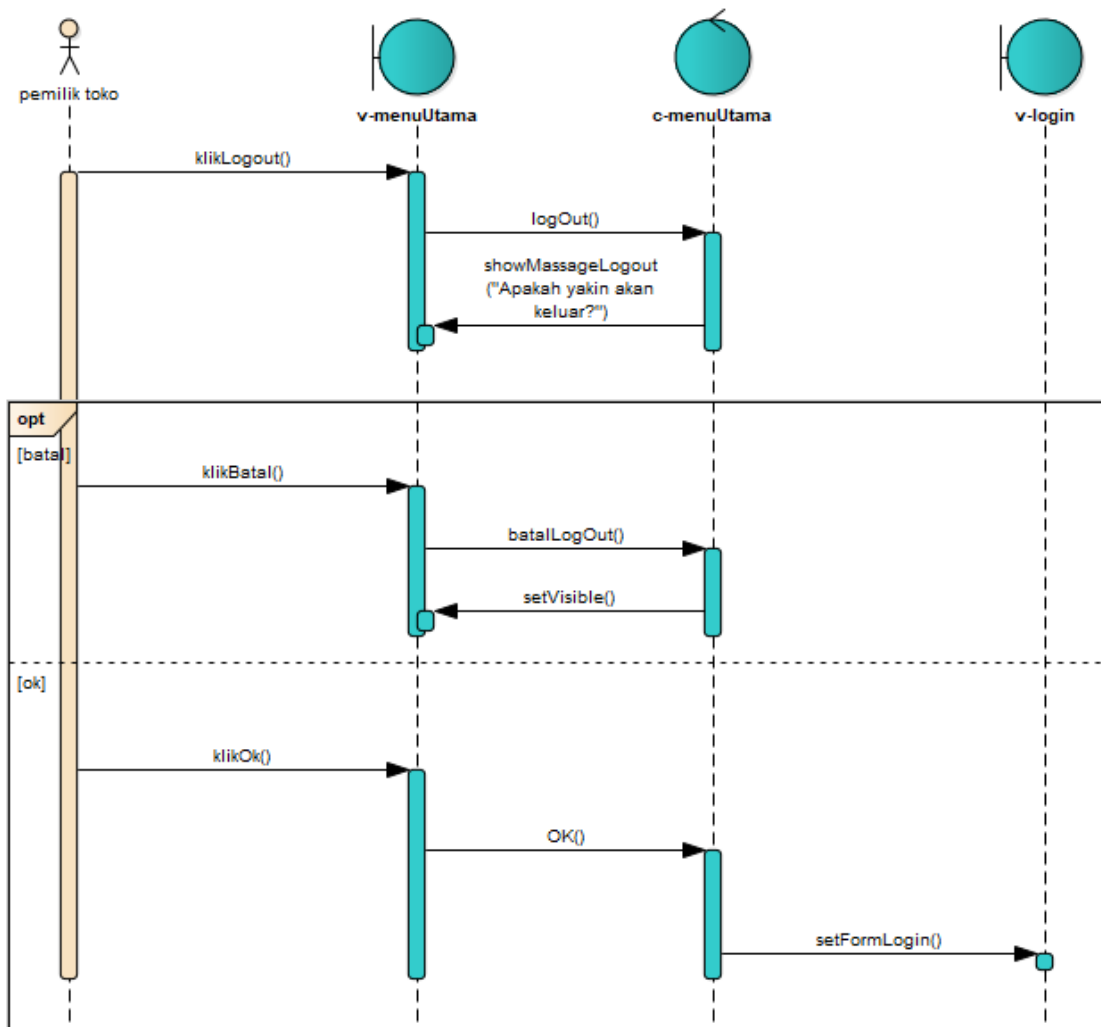 pemilik toko
v-menuUtama
c-menuUtama
v-login
klikLogout()
logOut()
showMassageLogout
("Apakah yakin akan
keluar?")
opt
[batal]
klikBatal()
batalLogOut()
setVisible()
[ok]
klikOk()
OK()
setFormLogin()